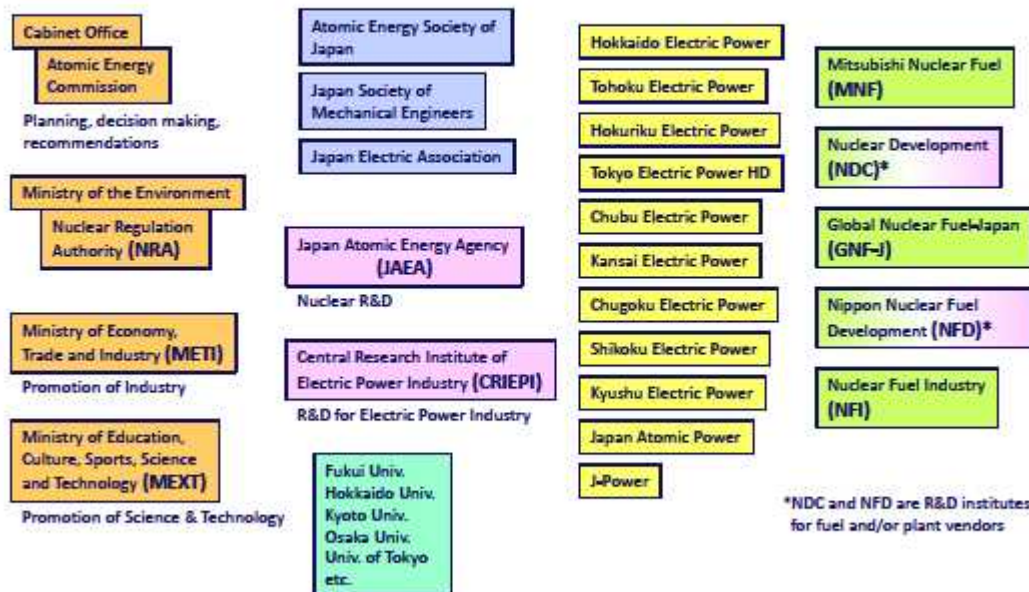 Cabinet Office
Atomic Energy
Commission
Planning, decision making,
recommendations
Ministry of the Environment
Nuclear Regulation
Authority (NRA)
Ministry of Economy,
Trade and Industry (METI)
Promotion of Industry
Ministry of Education,
Culture, Sports, Science
and Technology (MEXT)
Promotion of Science & Technology
Atomic Energy Society of
Japan
Japan Society of
Mechanical Engineers
Japan Electric Association
Japan Atomic Energy Agency
(JAEA)
Nuclear R&D
Central Research Institute of
Electric Power Industry (CRIEPI)
R&D for Electric Power Industry
Fukui Univ.
Hokkaido Univ.
Kyoto Univ.
Osaka Univ.
Univ. of Tokyo
etc.
Hokkaido Electric Power
Tohoku Electric Power
Hokuriku Electric Power
Tokyo Electric Power HD
Chubu Electric Power
Kansai Electric Power
Chugoku Electric Power
Shikoku Electric Power
Kyushu Electric Power
Japan Atomic Power
J-Power
Mitsubishi Nuclear Fuel
(MNF)
Nuclear Development
(NDC)*
Global Nuclear Fuel-Japan
(GNF-J)
Nippon Nuclear Fuel
Development (NFD)*
Nuclear Fuel Industry
(NFI)
*NDC and NFD are R&D institutes
for fuel and/or plant vendors